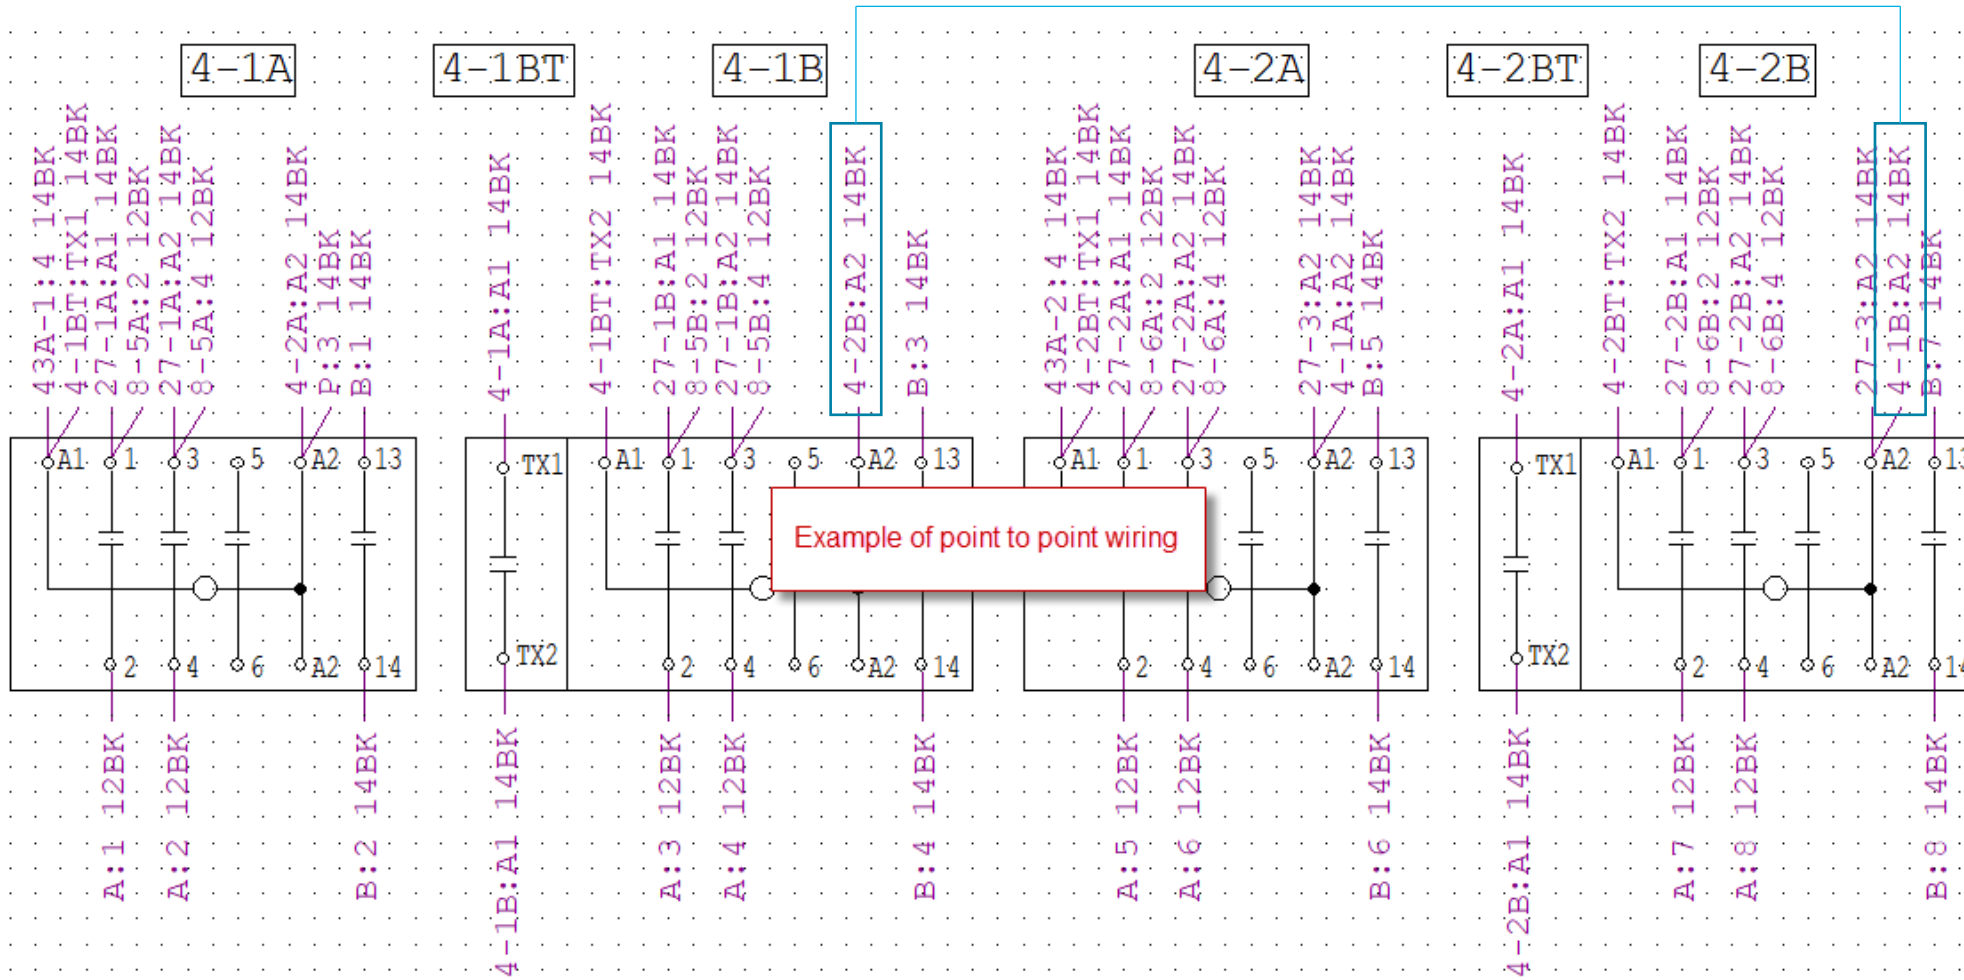 4-1A
4-1BT
4-1B
4-2A
4-2BT
4-2B
43A-1:4 14BK
4-1BT:TX1 14BK
27-1A:A1 14BK
8-5A:2 12BK
27-1A:A2 14BK
8-5A:4 12BK
4-2A:A2 14BK
P:3 14BK
B:1 14BK
4-1A:A1 14BK
4-1BT:TX2 14BK
27-1B:A1 14BK
8-5B:2 12BK
27-1B:A2 14BK
8-5B:4 12BK
4-2B:A2 14BK
B:3 14BK
43A-2:4 14BK
4-2BT:TX1 14BK
27-2A:A1 14BK
8-6A:2 12BK
27-2A:A2 14BK
8-6A:4 12BK
27-3:A2 14BK
4-1A:A2 14BK
B:5 14BK
4-2A:A1 14BK
4-2BT:TX2 14BK
27-2B:A1 14BK
8-6B:2 12BK
27-2B:A2 14BK
8-6B:4 12BK
27-3:A2 14BK
4-1B:A2 14BK
B:7 14BK
A1 1 3 5 A2 13
TX1 A1 1 3 5 A2 13
A1 1 3 5 A2 13
TX1 A1 1 3 5 A2 13
Example of point to point wiring
2 4 6 A2 14
TX2 2 4 6 A2 14
2 4 6 A2 14
TX2 2 4 6 A2 14
A:1 12BK
A:2 12BK
B:2 14BK
4-1B:A1 14BK
A:3 12BK
A:4 12BK
B:4 14BK
A:5 12BK
A:6 12BK
B:6 14BK
4-2B:A1 14BK
A:7 12BK
A:8 12BK
B:8 14BK